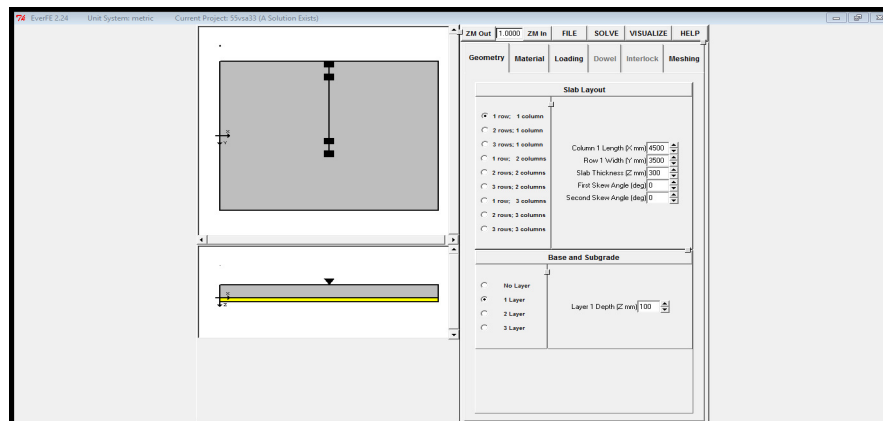 EverFE 2.24 Unit System: metric Current Project: 55vsa33 (A Solution Exists)
ZM Out 1.0000 ZM In FILE SOLVE VISUALIZE HELP
Geometry Material Loading Dowel Interlock Meshing
Slab Layout
1 row; 1 column
2 rows; 1 column
3 rows; 1 column
1 row; 2 columns
2 rows; 2 columns
3 rows; 2 columns
1 row; 3 columns
2 rows; 3 columns
3 rows; 3 columns
Column 1 Length (X mm) 4500
Row 1 Width (Y mm) 3500
Slab Thickness (Z mm) 300
First Skew Angle (deg) 0
Second Skew Angle (deg) 0
X
Y
Base and Subgrade
No Layer
1 Layer
2 Layer
3 Layer
Layer 1 Depth (Z mm) 100
X
Z